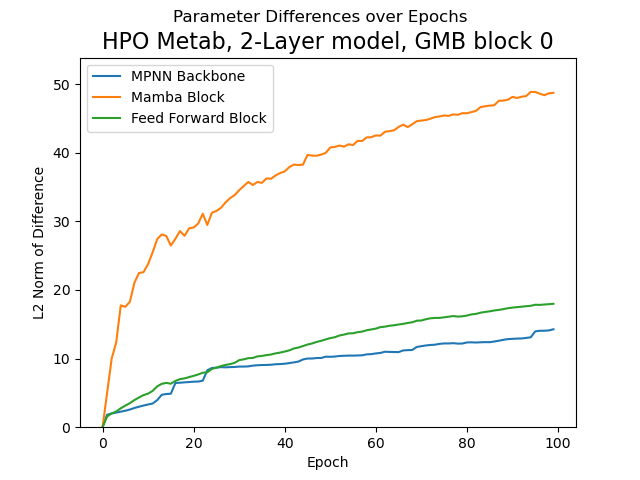 Parameter Differences over Epochs
HPO Metab, 2-Layer model, GMB block 0
MPNN Backbone
Mamba Block
Feed Forward Block
50
40
30
20
10
0
L2 Norm of Difference
0 20 40 60 80 100
Epoch